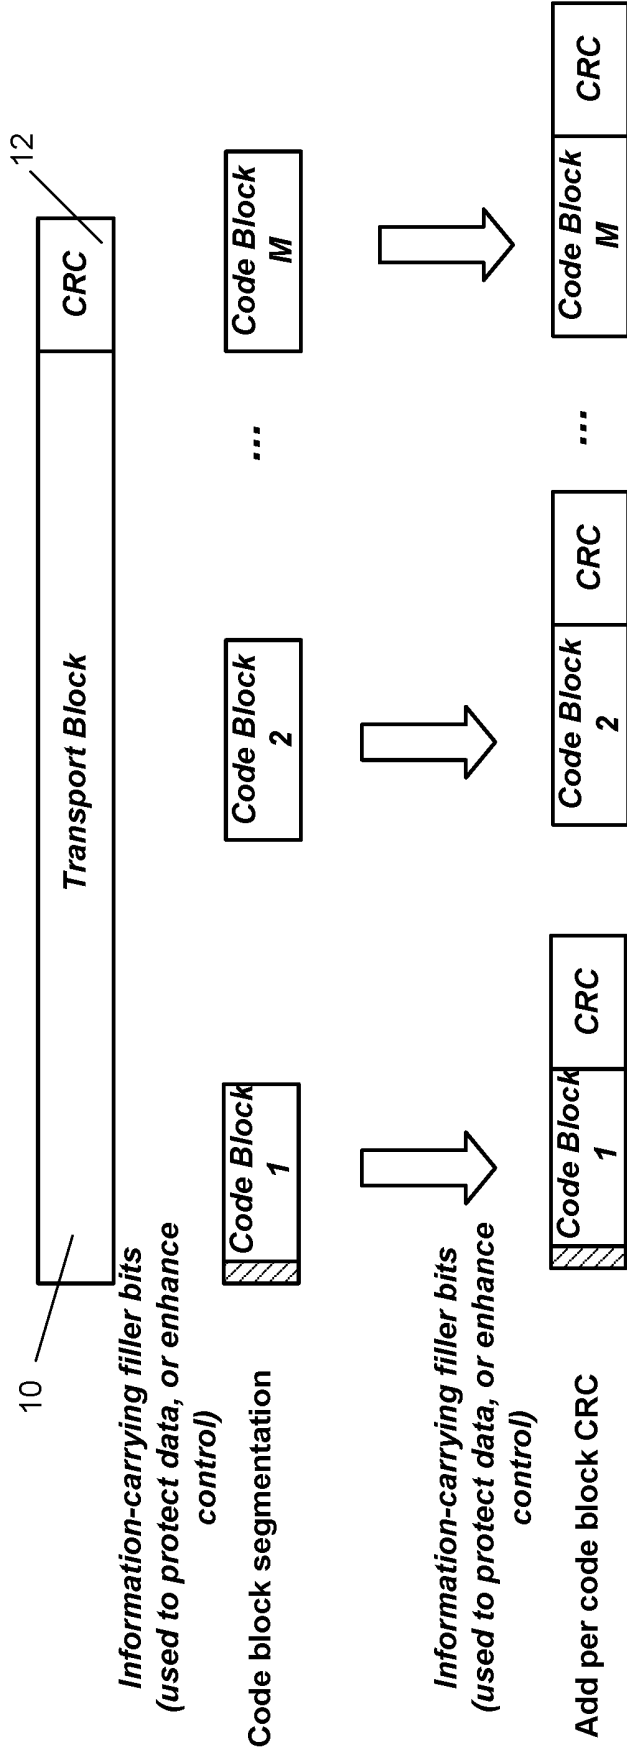 10
12
Transport Block
CRC
Information-carrying filler bits
(used to protect data, or enhance
control)
Code block segmentation
Code Block
1
Code Block
2
...
Code Block
M
Information-carrying filler bits
(used to protect data, or enhance
control)
Add per code block CRC
Code Block
1
CRC
Code Block
2
CRC
...
Code Block
M
CRC